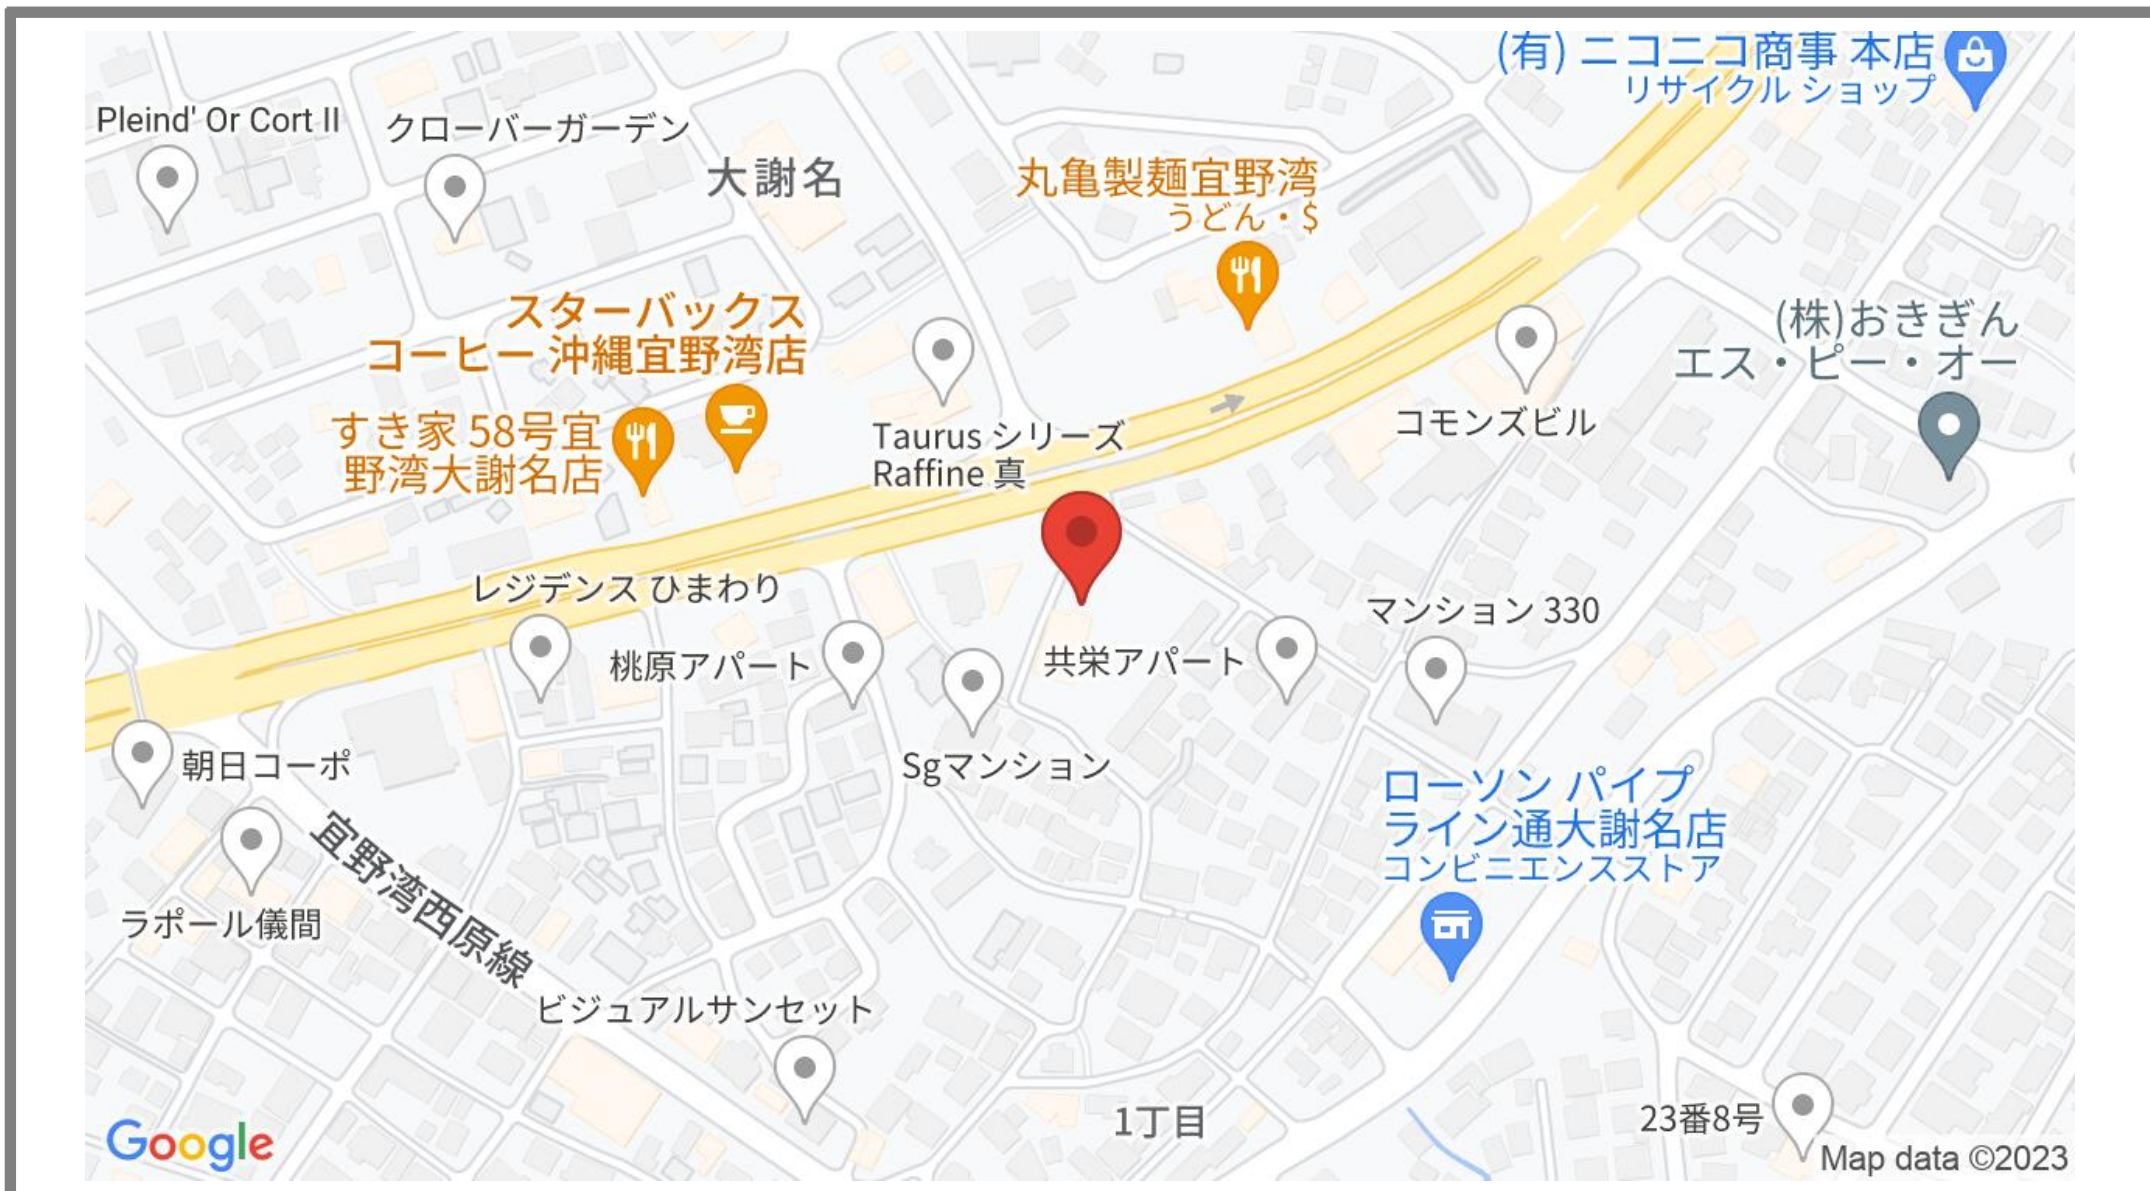 (有) ニコニコ商事 本店
リサイクル ショップ
Pleind' Or Cort II
クローバーガーデン
大謝名
丸亀製麺宜野湾
うどん・$
スターバックス
コーヒー 沖縄宜野湾店
(株)おきぎん
エス・ピー・オー
すき家 58号宜
野湾大謝名店
Taurus シリーズ
Raffine 真
コモンズビル
レジデンス ひまわり
桃原アパート
共栄アパート
マンション 330
朝日コーポ
Sgマンション
ローソン パイプ
ライン通大謝名店
コンビニエンスストア
宜野湾西原線
ラポール儀間
ビジュアルサンセット
1丁目
23番8号
Google
Map data ©2023